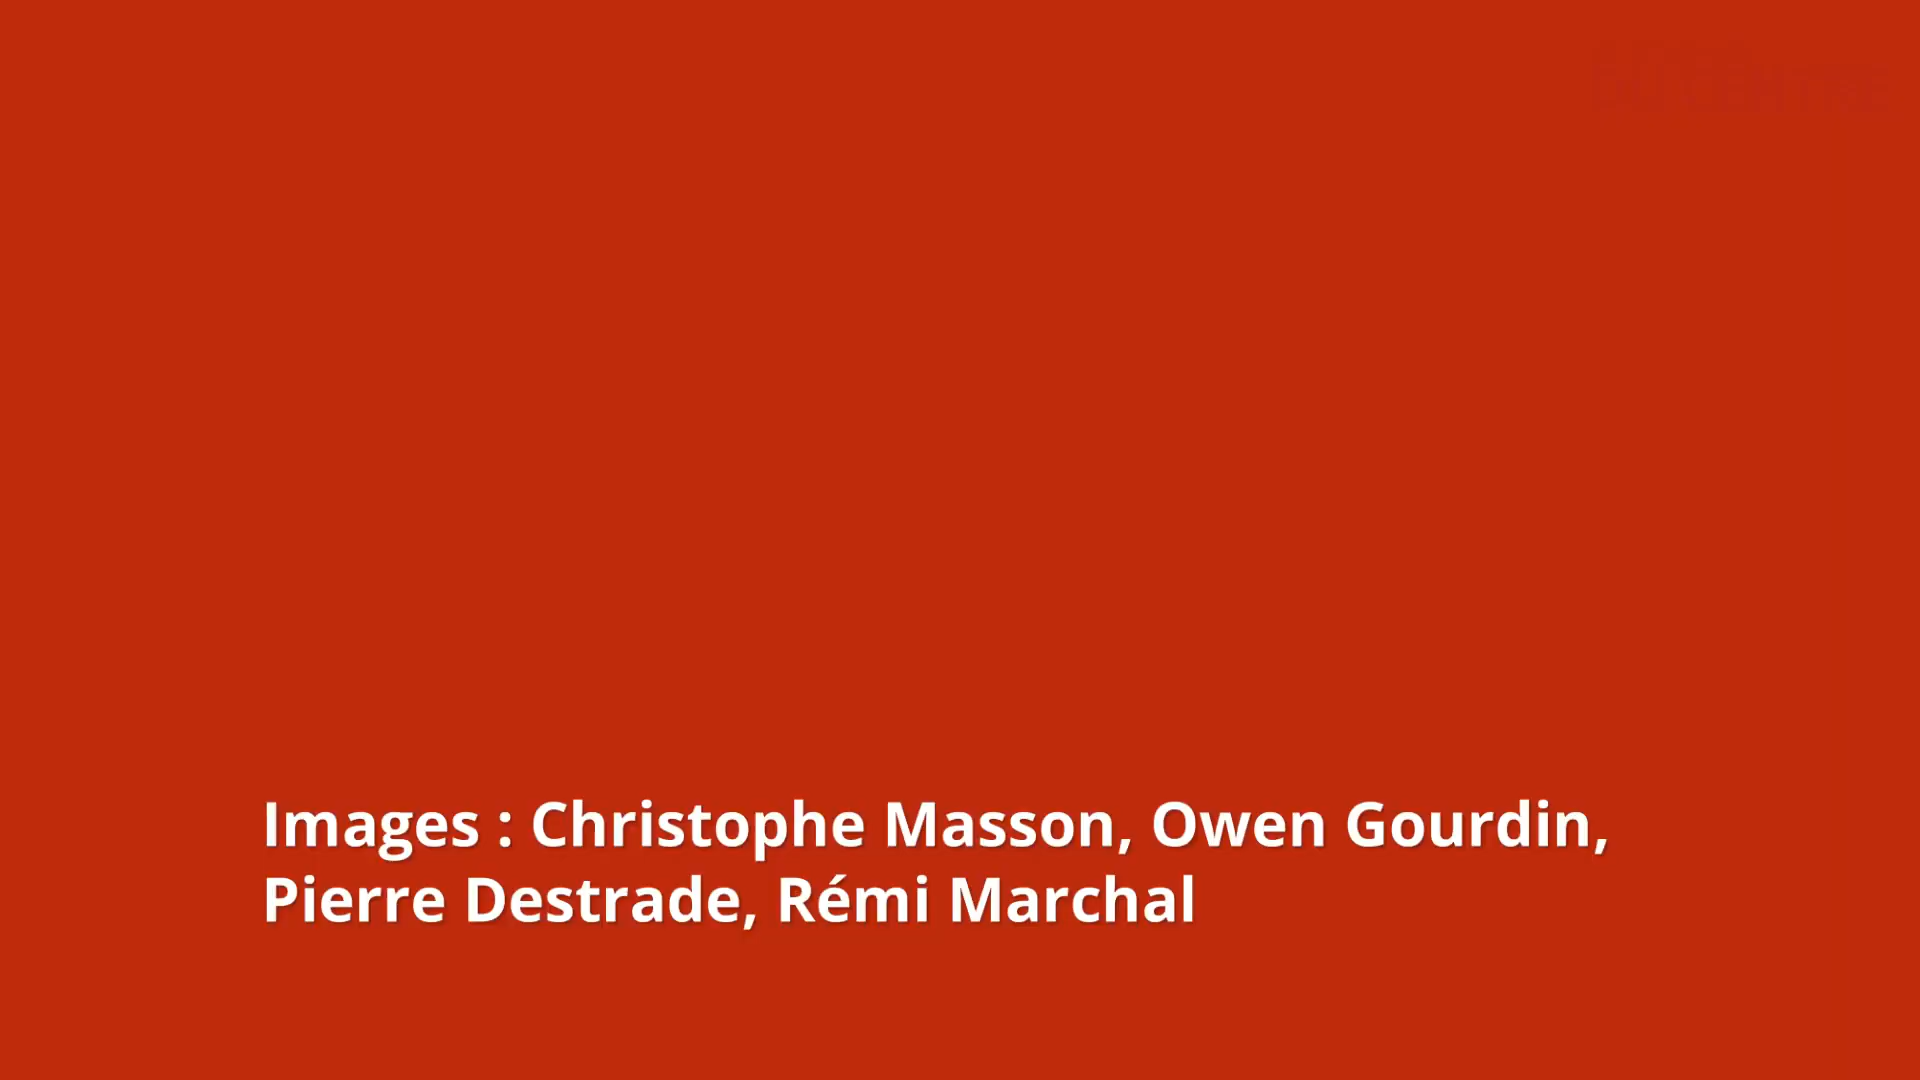 Images : Christophe Masson, Owen Gourdin,
Pierre Destrade, Rémi Marchal